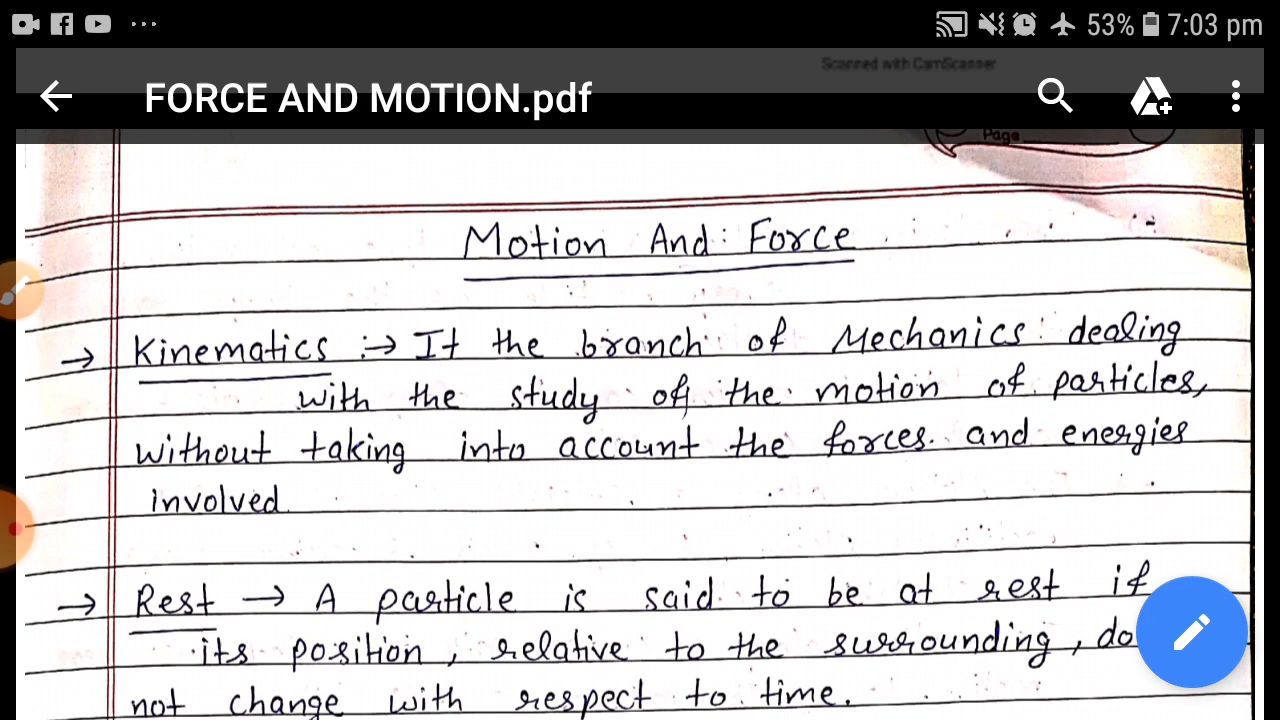 53% 7:03 pm
Scanned with CamScanner
FORCE AND MOTION.pdf
Page
Motion And Force
→ Kinematics :→ It the branch of Mechanics dealing
with the study of the motion of particles,
without taking into account the forces and energies
involved.
→ Rest → A particle is said to be at rest if
its position, relative to the surrounding, do
not change with respect to time.